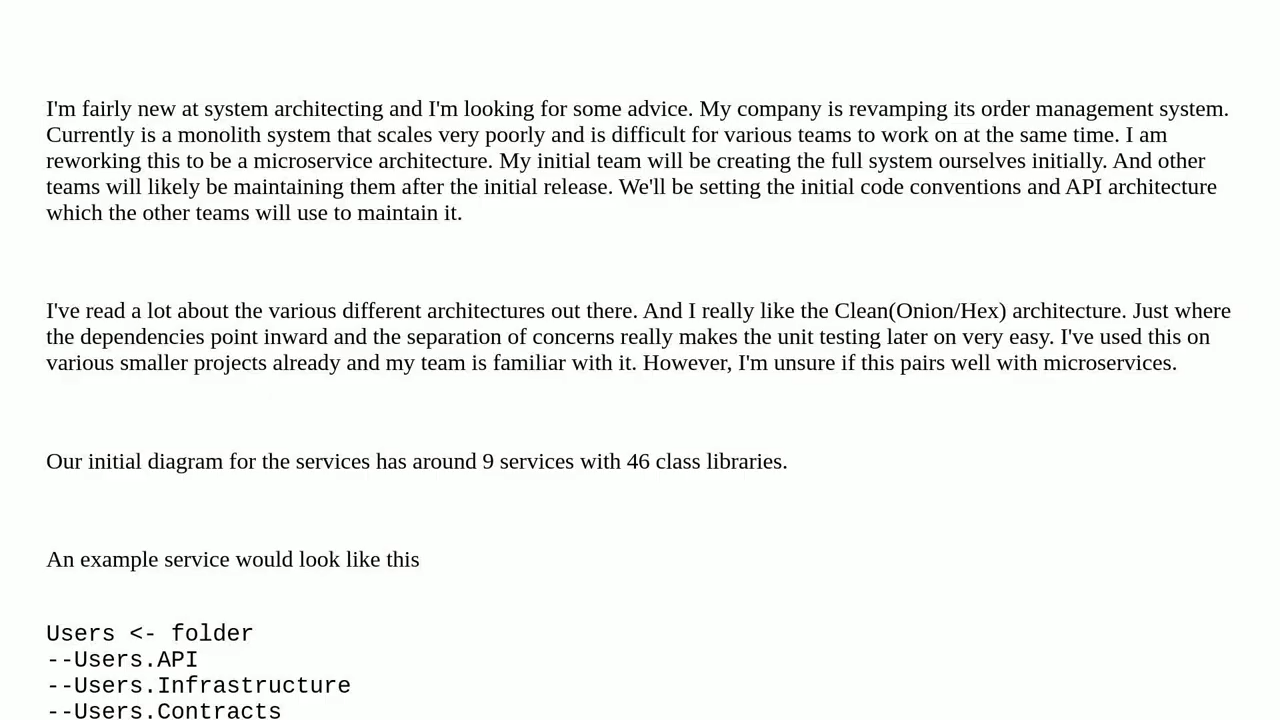 I'm fairly new at system architecting and I'm looking for some advice. My company is revamping its order management system.
Currently is a monolith system that scales very poorly and is difficult for various teams to work on at the same time. I am
reworking this to be a microservice architecture. My initial team will be creating the full system ourselves initially. And other
teams will likely be maintaining them after the initial release. We'll be setting the initial code conventions and API architecture
which the other teams will use to maintain it.
I've read a lot about the various different architectures out there. And I really like the Clean(Onion/Hex) architecture. Just where
the dependencies point inward and the separation of concerns really makes the unit testing later on very easy. I've used this on
various smaller projects already and my team is familiar with it. However, I'm unsure if this pairs well with microservices.
Our initial diagram for the services has around 9 services with 46 class libraries.
An example service would look like this
Users <- folder
--Users.API
--Users.Infrastructure
--Users.Contracts